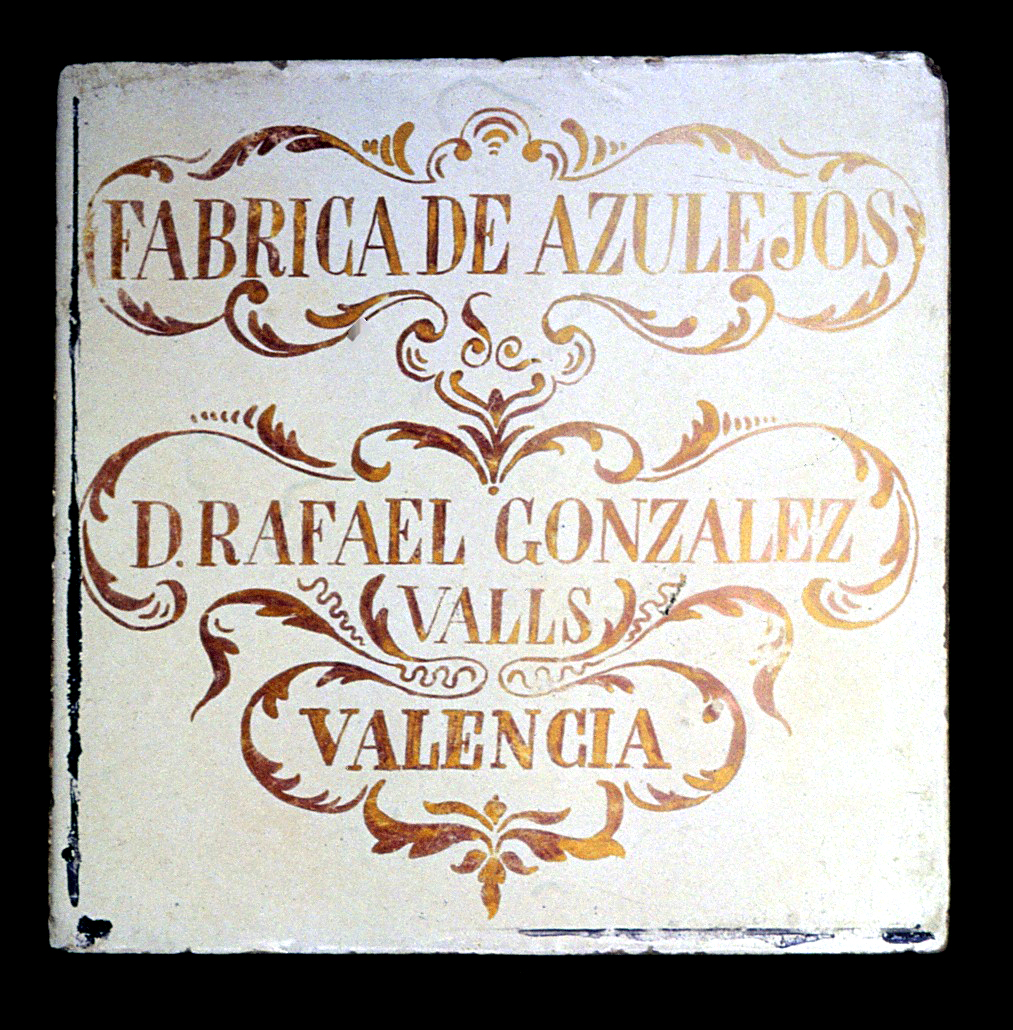 FABRICA DE AZULEJOS
De
D. RAFAEL GONZALEZ
VALLS
VALENCIA